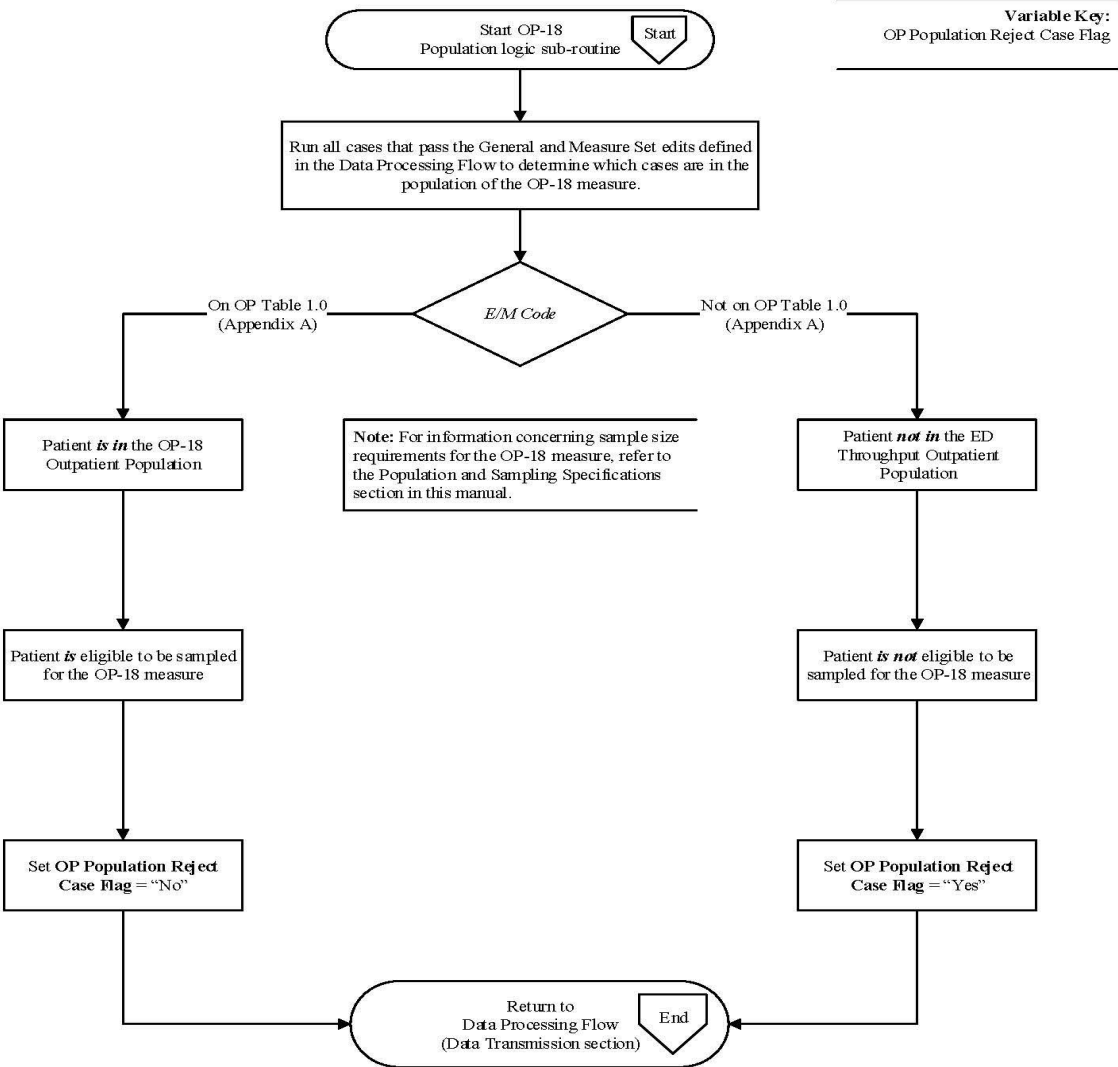 Variable Key:
OP Population Reject Case Flag
Start OP-18
Population logic sub-routine
Start
Run all cases that pass the General and Measure Set edits defined
in the Data Processing Flow to determine which cases are in the
population of the OP-18 measure.
E/M Code
On OP Table 1.0
(Appendix A)
Not on OP Table 1.0
(Appendix A)
Patient is in the OP-18
Outpatient Population
Note: For information concerning sample size
requirements for the OP-18 measure, refer to
the Population and Sampling Specifications
section in this manual.
Patient not in the ED
Throughput Outpatient
Population
Patient is eligible to be sampled
for the OP-18 measure
Patient is not eligible to be
sampled for the OP-18 measure
Set OP Population Reject
Case Flag = “No”
Set OP Population Reject
Case Flag = “Yes”
Return to
Data Processing Flow
(Data Transmission section)
End